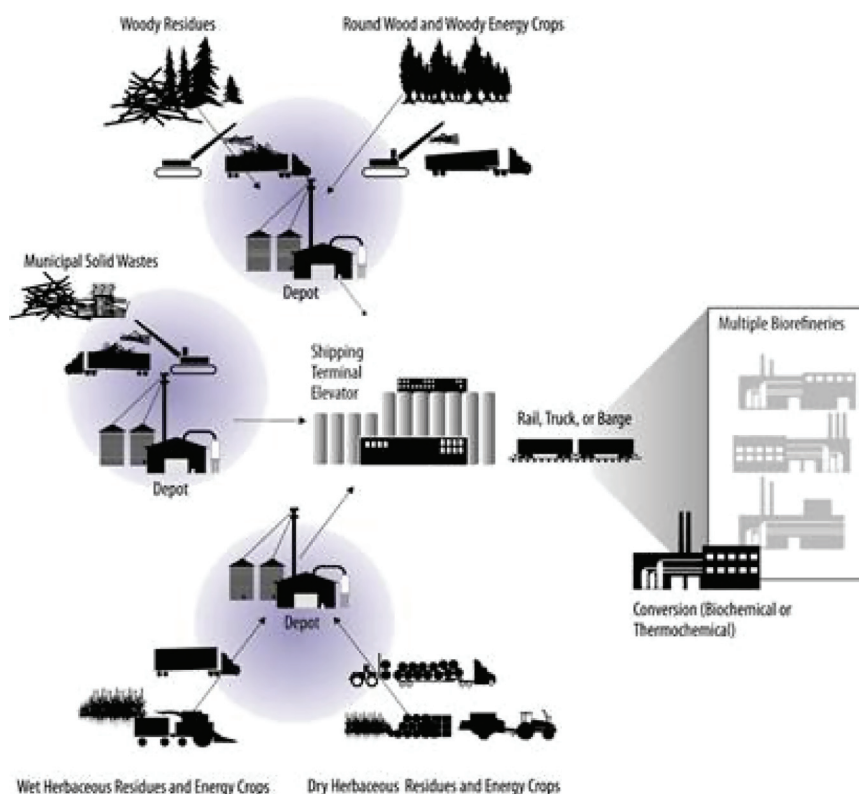 Woody Residues
Round Wood and Woody Energy Crops
Depot
Municipal Solid Wastes
Depot
Shipping
Terminal
Elevator
Rail, Truck, or Barge
Multiple Biorefineries
Depot
Conversion (Biochemical or
Thermochemical)
Wet Herbaceous Residues and Energy Crops
Dry Herbaceous Residues and Energy Crops